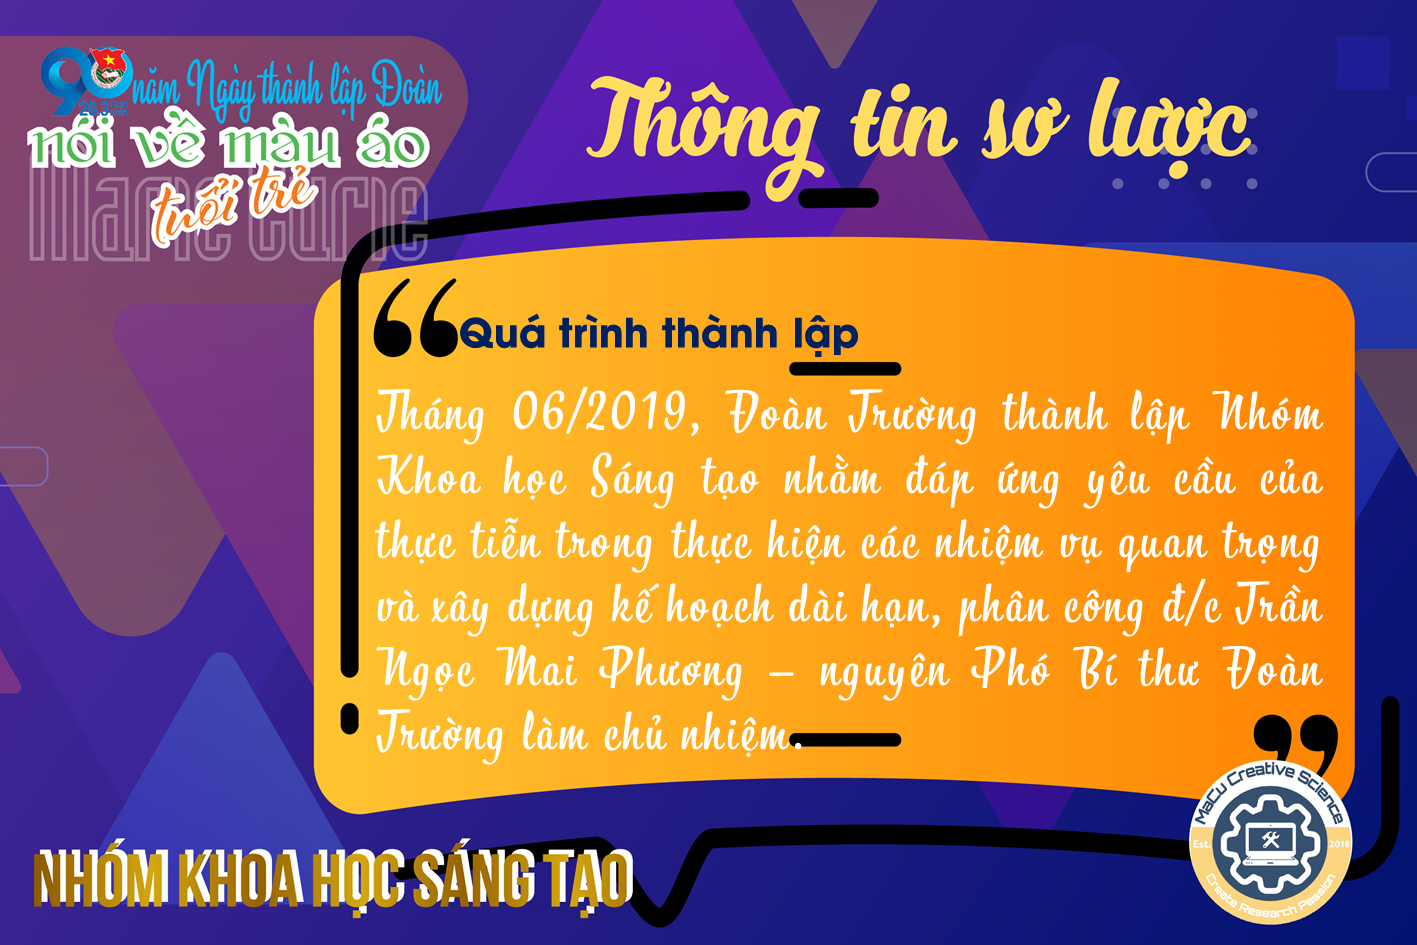 90 năm Ngày thành lập Đoàn
nói về màu áo
tuổi trẻ
Marie Curie
Thông tin sơ lược
Quá trình thành lập
Tháng 06/2019, Đoàn Trường thành lập Nhóm
Khoa học Sáng tạo nhằm đáp ứng yêu cầu của
thực tiễn trong thực hiện các nhiệm vụ quan trọng
và xây dựng kế hoạch dài hạn, phân công đ/c Trần
Ngọc Mai Phương – nguyên Phó Bí thư Đoàn
Trường làm chủ nhiệm.
MaCu Creative Science
Est. 2018
Create Research Passion
NHÓM KHOA HỌC SÁNG TẠO